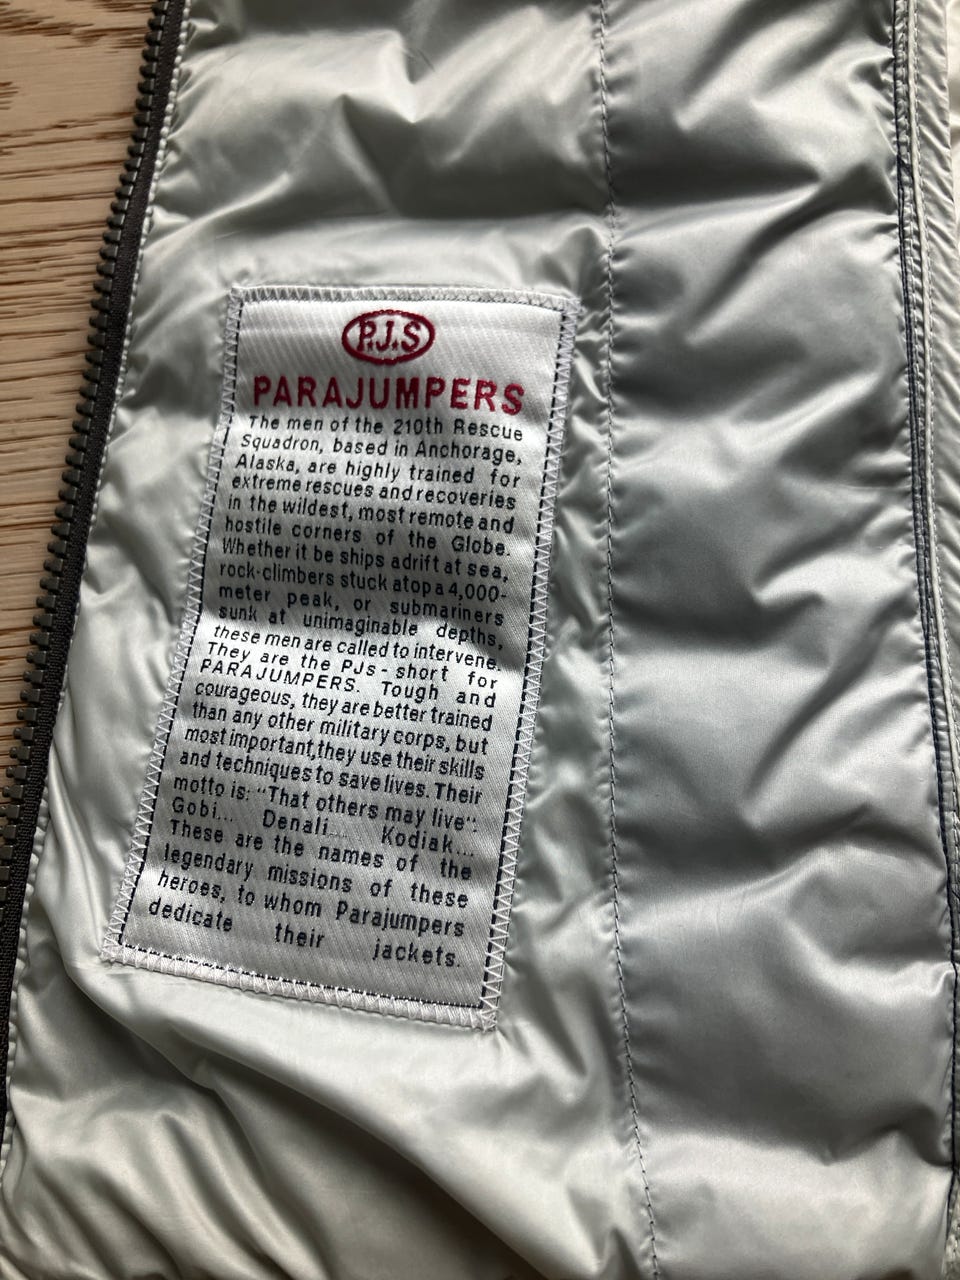 P.J.S
PARAJUMPERS
The men of the 210th Rescue
Squadron, based in Anchorage,
Alaska, are highly trained for
extreme rescues and recoveries
in the wildest, most remote and
hostile corners of the Globe.
Whether it be ships adrift at sea,
rock-climbers stuck atop a 4,000-
meter peak, or submariners
sunk at unimaginable depths,
these men are called to intervene.
They are the PJs - short for
PARAJUMPERS. Tough and
courageous, they are better trained
than any other military corps, but
most important,they use their skills
and techniques to save lives. Their
motto is: "That others may live":
Gobi... Denali... Kodiak...
These are the names of the
legendary missions of these
heroes, to whom Parajumpers
dedicate their jackets.